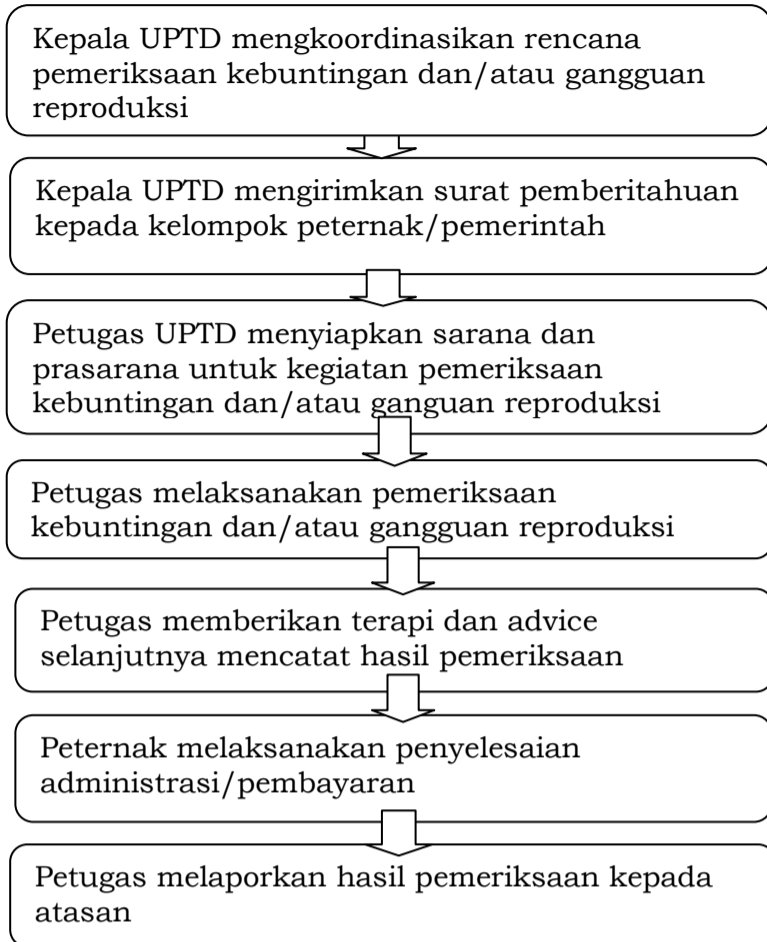 Kepala UPTD mengkoordinasikan rencana
pemeriksaan kebuntingan dan/atau gangguan
reproduksi
Kepala UPTD mengirimkan surat pemberitahuan
kepada kelompok peternak/pemerintah
Petugas UPTD menyiapkan sarana dan
prasarana untuk kegiatan pemeriksaan
kebuntingan dan/atau ganguan reproduksi
Petugas melaksanakan pemeriksaan
kebuntingan dan/atau gangguan reproduksi
Petugas memberikan terapi dan advice
selanjutnya mencatat hasil pemeriksaan
Peternak melaksanakan penyelesaian
administrasi/pembayaran
Petugas melaporkan hasil pemeriksaan kepada
atasan